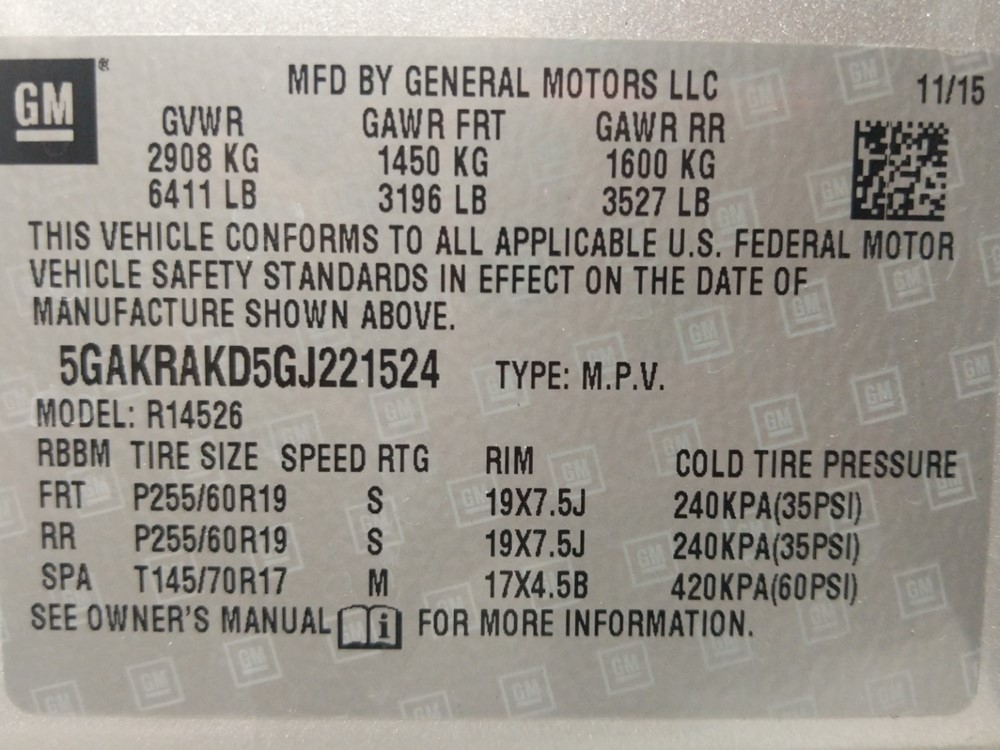 GM ®
MFD BY GENERAL MOTORS LLC 11/15
GVWR GAWR FRT GAWR RR
2908 KG 1450 KG 1600 KG
6411 LB 3196 LB 3527 LB
THIS VEHICLE CONFORMS TO ALL APPLICABLE U.S. FEDERAL MOTOR
VEHICLE SAFETY STANDARDS IN EFFECT ON THE DATE OF
MANUFACTURE SHOWN ABOVE.
5GAKRAKD5GJ221524 TYPE: M.P.V.
MODEL: R14526
RBBM TIRE SIZE SPEED RTG RIM COLD TIRE PRESSURE
FRT P255/60R19 S 19X7.5J 240KPA(35PSI)
RR P255/60R19 S 19X7.5J 240KPA(35PSI)
SPA T145/70R17 M 17X4.5B 420KPA(60PSI)
SEE OWNER'S MANUAL i FOR MORE INFORMATION.